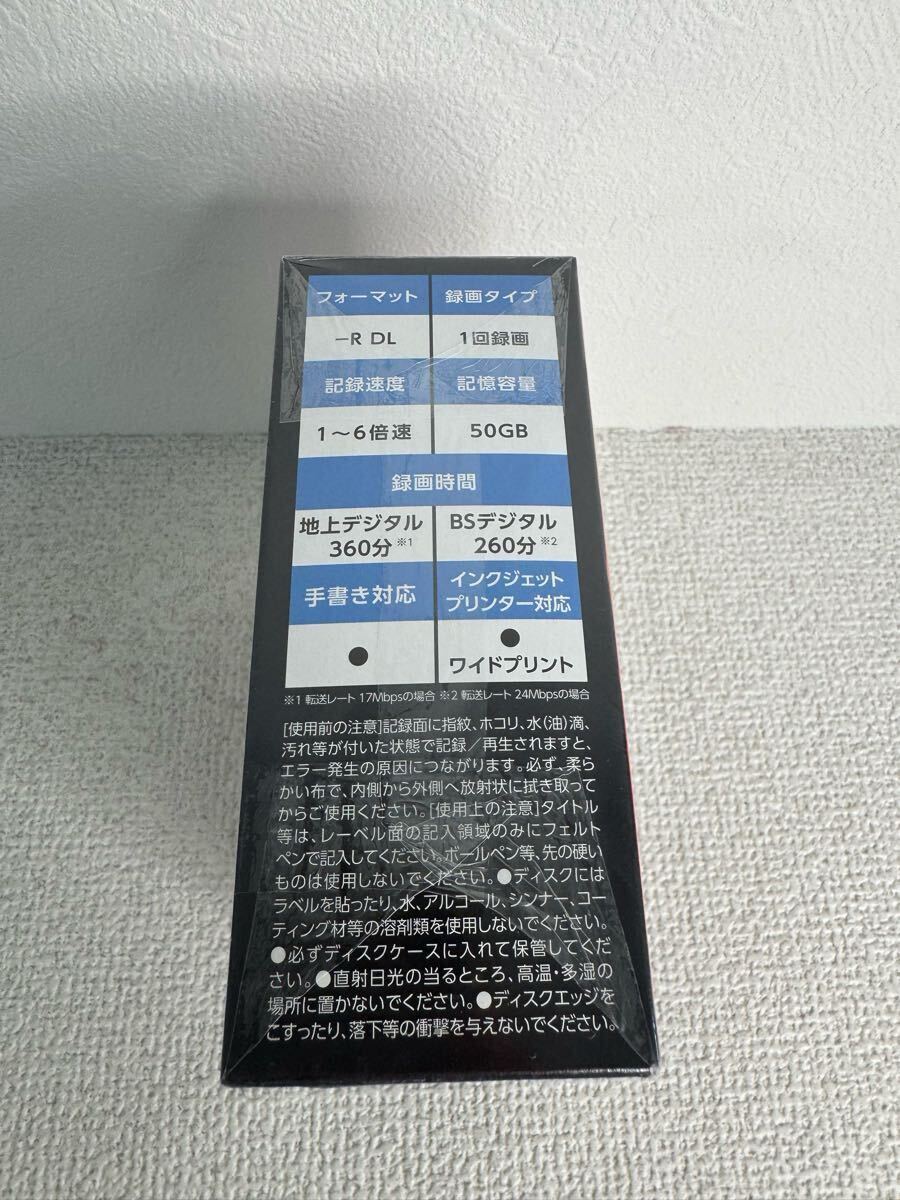 フォーマット 録画タイプ
−R DL 1回録画
記録速度 記憶容量
1～6倍速 50GB
録画時間
地上デジタル BSデジタル
360分※1 260分※2
手書き対応 インクジェット
プリンター対応
● ●
ワイドプリント
※1 転送レート 17Mbpsの場合 ※2 転送レート 24Mbpsの場合
[使用前の注意]記録面に指紋、ホコリ、水(油)滴、
汚れ等が付いた状態で記録／再生されますと、
エラー発生の原因につながります。必ず、柔ら
かい布で、内側から外側へ放射状に拭き取って
からご使用ください。[使用上の注意]タイトル
等は、レーベル面の記入領域のみにフェルト
ペンで記入してください。ボールペン等、先の硬い
ものは使用しないでください。●ディスクには
ラベルを貼ったり、水、アルコール、シンナー、コー
ティング材等の溶剤類を使用しないでください。
●必ずディスクケースに入れて保管してくだ
さい。●直射日光の当るところ、高温・多湿の
場所に置かないでください。●ディスクエッジを
こすったり、落下等の衝撃を与えないでください。